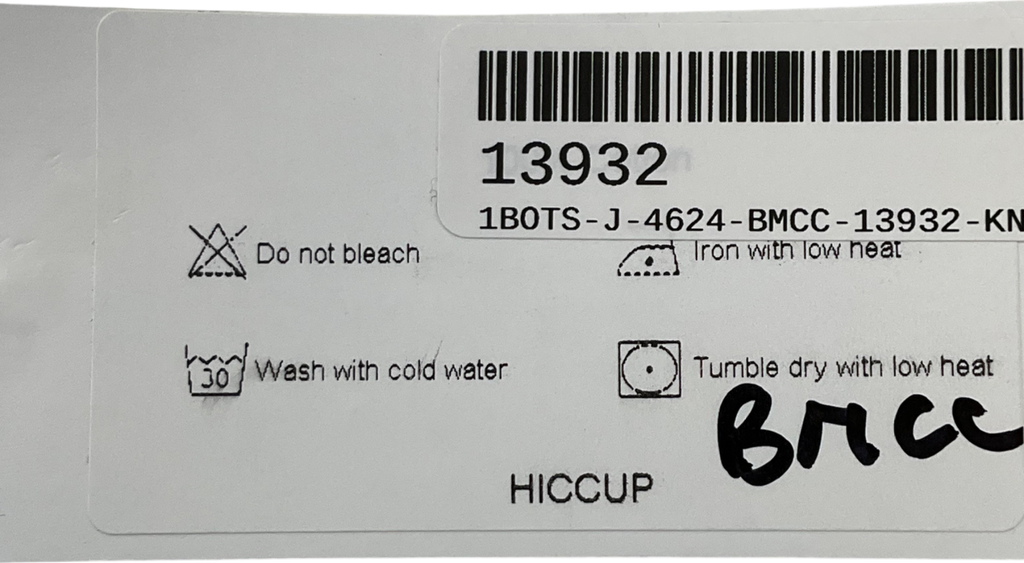 13932
1BOTS-J-4624-BMCC-13932-KN
Do not bleach
Iron with low heat
30
Wash with cold water
Tumble dry with low heat
BMCC
HICCUP